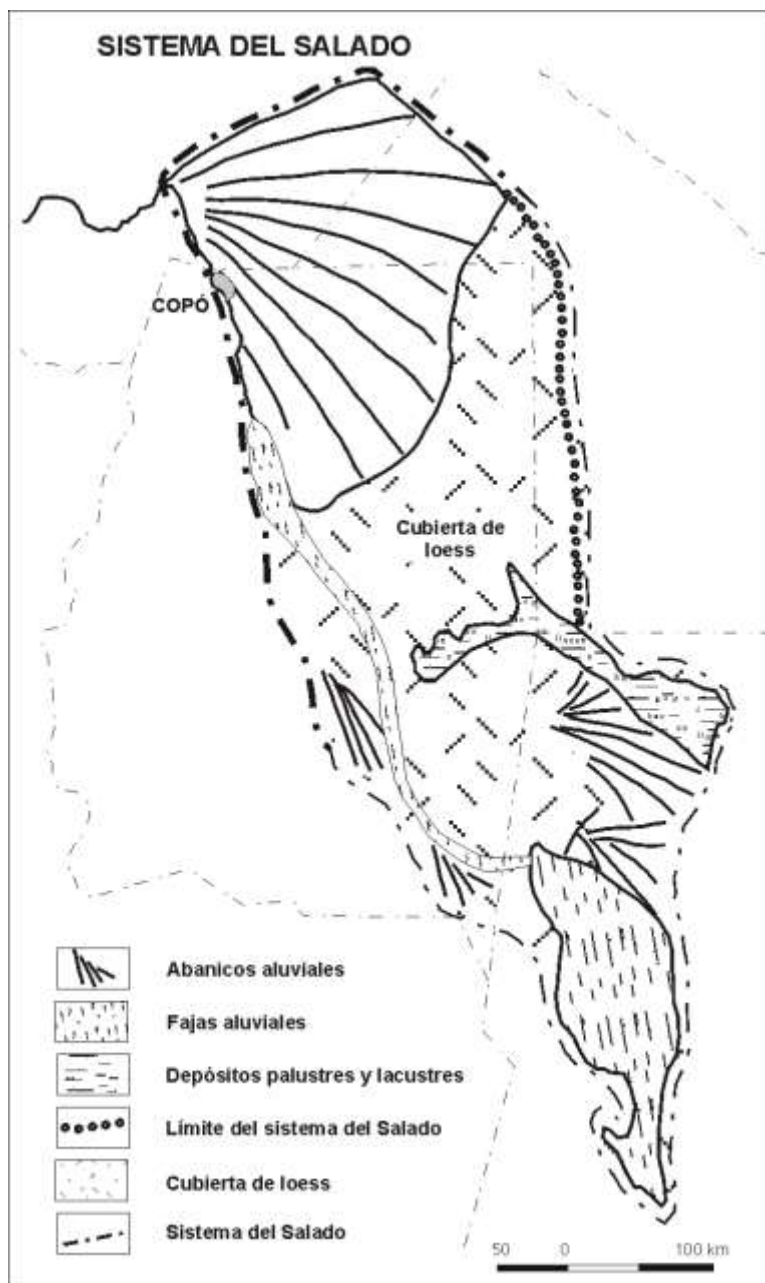 SISTEMA DEL SALADO
COPÓ
Cubierta de
loess
Abanicos aluviales
Fajas aluviales
Depósitos palustres y lacustres
Límite del sistema del Salado
Cubierta de loess
Sistema del Salado
50 0 100 km